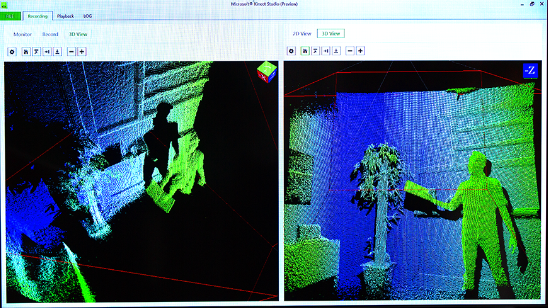 Microsoft® Kinect Studio (Preview)
Recording Playback LOG
Monitor Record 3D View
2D View 3D View
-Z